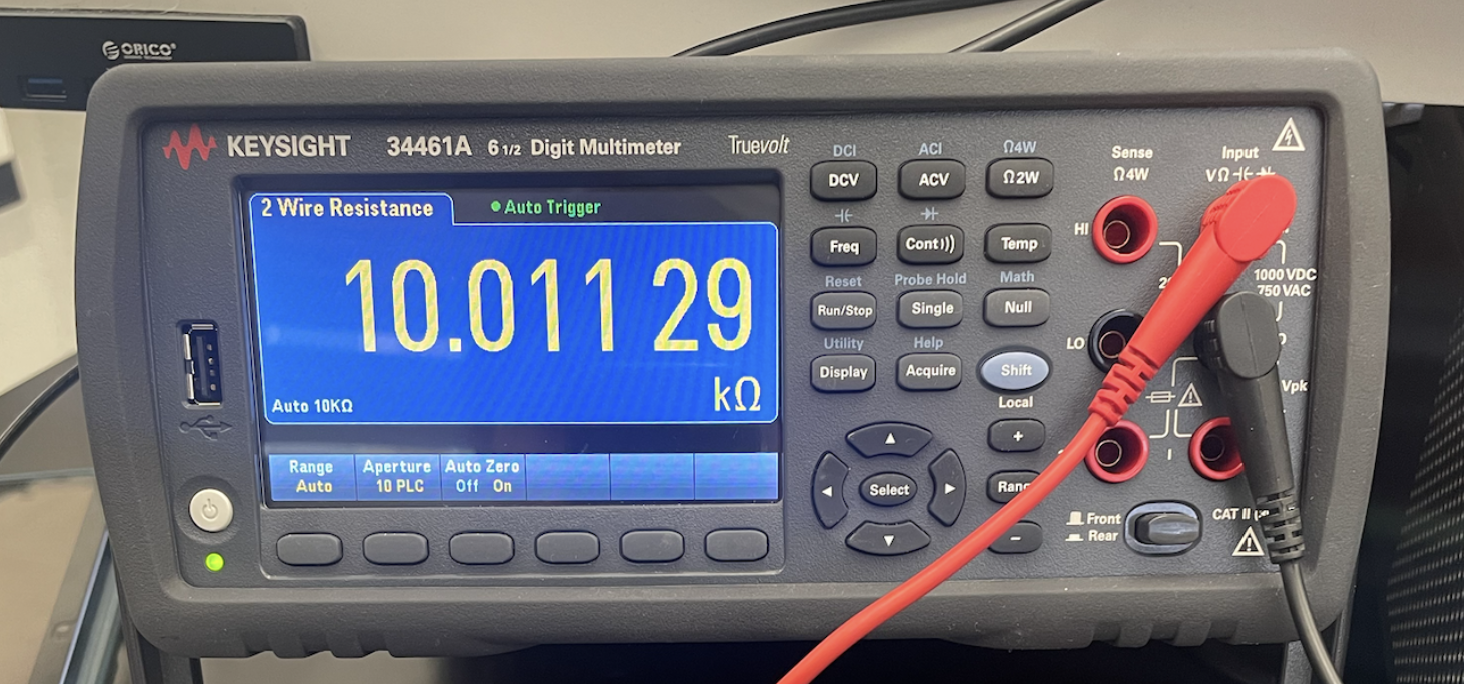 ORICO
KEYSIGHT 34461A 6 1/2 Digit Multimeter Truevolt
2 Wire Resistance Auto Trigger
10.011 29
kΩ
Auto 10KΩ
Range Aperture Auto Zero
Auto 10 PLC Off On
DCI ACI Ω4W
DCV ACV Ω2W
Freq Cont Temp
Reset Probe Hold Math
Run/Stop Single Null
Utility Help
Display Acquire Shift
Local
+
Select
-
Sense
Ω4W
Input
VΩ
HI
LO
1000 VDC
750 VAC
Vpk
I
Front
Rear
CAT II